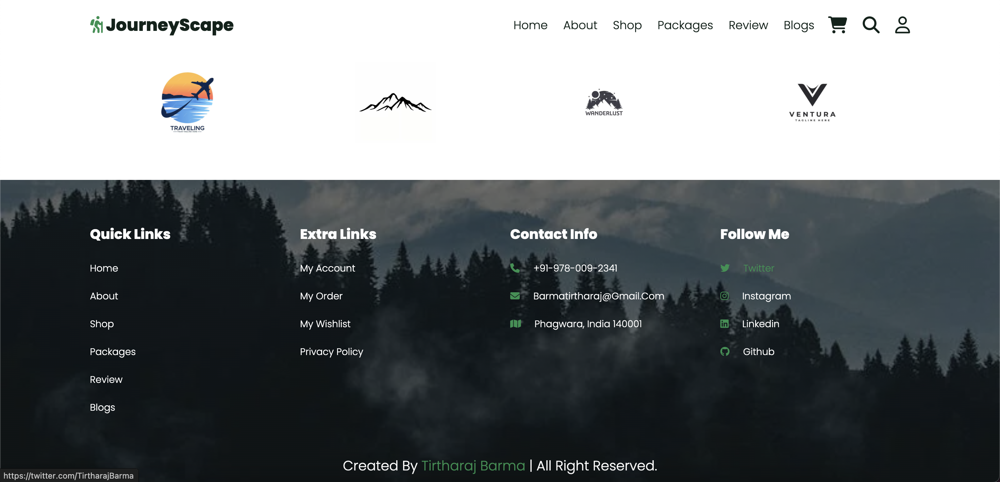 JourneyScape
Home About Shop Packages Review Blogs
TRAVELING
YOUR TAGLINE HERE
WANDERLUST
VENTURA
TAGLINE HERE
Quick Links
Home
About
Shop
Packages
Review
Blogs
Extra Links
My Account
My Order
My Wishlist
Privacy Policy
Contact Info
+91-978-009-2341
Barmatirtharaj@Gmail.Com
Phagwara, India 140001
Follow Me
Twitter
Instagram
Linkedin
Github
Created By Tirtharaj Barma | All Right Reserved.
https://twitter.com/TirtharajBarma